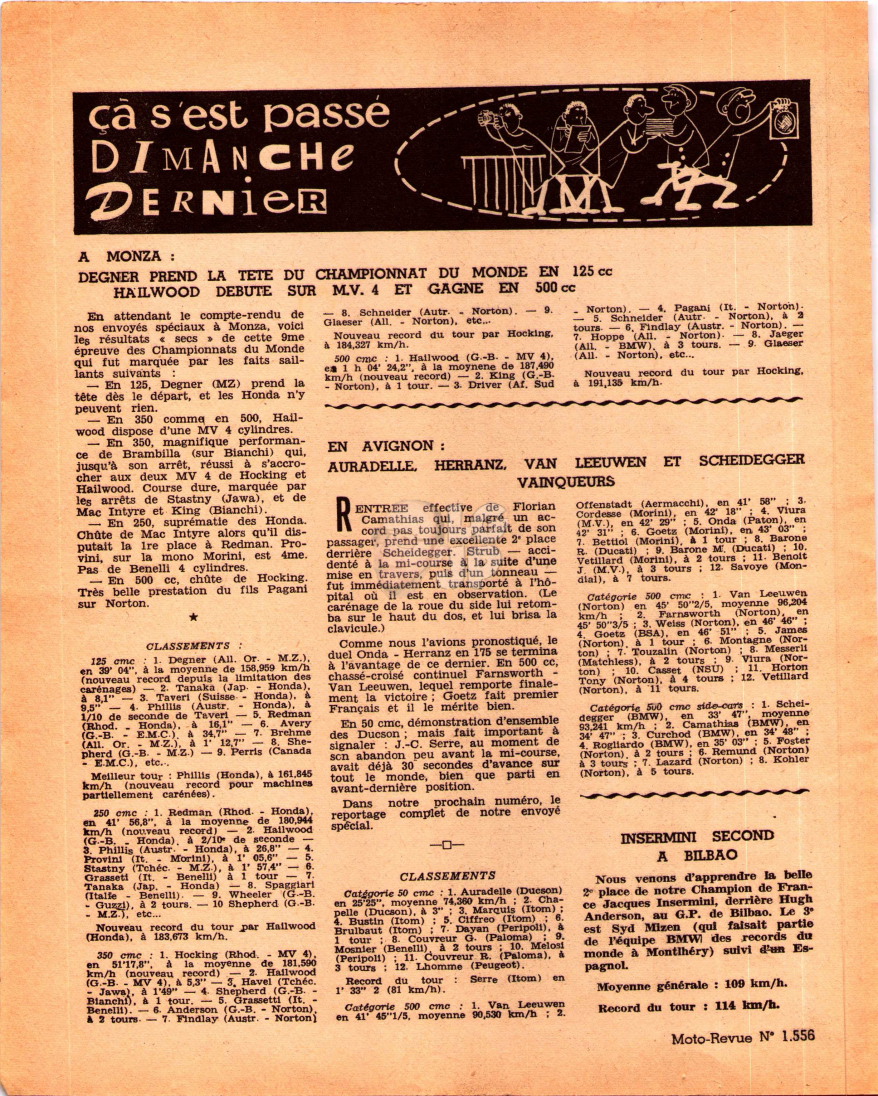 çà s'est passé
DIMANCHE
DERNIER
A MONZA :
DEGNER PREND LA TETE DU CHAMPIONNAT DU MONDE EN 125 cc
HAILWOOD DEBUTE SUR M.V. 4 ET GAGNE EN 500 cc
En attendant le compte-rendu de
nos envoyés spéciaux à Monza, voici
les résultats « secs » de cette 9me
épreuve des Championnats du Monde
qui fut marquée par les faits sail-
lants suivants :
— En 125, Degner (MZ) prend la
tête dès le départ, et les Honda n'y
peuvent rien.
— En 350 comme en 500, Hail-
wood dispose d'une MV 4 cylindres.
— En 350, magnifique performan-
ce de Brambilla (sur Bianchi) qui,
jusqu'à son arrêt, réussi à s'accro-
cher aux deux MV 4 de Hocking et
Hailwood. Course dure, marquée par
les arrêts de Stastny (Jawa), et de
Mac Intyre et King (Bianchi).
— En 250, suprématie des Honda.
Chûte de Mac Intyre alors qu'il dis-
putait la 1re place à Redman. Pro-
vini, sur la mono Morini est 4me.
Pas de Benelli 4 cylindres.
— En 500 cc, chûte de Hocking.
Très belle prestation du fils Pagani
sur Norton.
★
CLASSEMENTS :
125 cmc : 1. Degner (All. Or. - M.Z.),
en 39' 04", à la moyenne de 158,959 km/h
(nouveau record depuis la limitation des
carénages) — 2. Tanaka (Jap. - Honda),
à 8,1" — 3. Taveri (Suisse - Honda), à
9,5" — 4. Phillis (Austr. - Honda), à
1/10 de seconde de Taveri — 5. Redman
(Rhod. - Honda), à 16,1" — 6. Avery
(G.-B. - E.M.C.), à 34,7" — 7. Brehme
(All. Or. - M.Z.), à 1' 12,7" — 8. She-
pherd (G.-B. - M.Z.) — 9. Perris (Canada
- E.M.C.), etc...
Meilleur tour : Phillis (Honda), à 161,845
km/h (nouveau record pour machines
partiellement carénées).
250 cmc : 1. Redman (Rhod. - Honda),
en 41' 56,8", à la moyenne de 180,944
km/h (nouveau record) — 2. Hailwood
(G.-B. - Honda), à 2/10e de seconde —
3. Phillis (Austr - Honda), à 26,8" — 4.
Provini (It. - Morini), à 1' 05,6" — 5.
Stastny (Tchéc. - M.Z.), à 1' 57,4" — 6.
Grassetti (It. - Benelli) à 1 tour — 7.
Tanaka (Jap. - Honda) — 8. Spaggiari
(Italie - Benelli). — 9. Wheeler (G.-B.
- Guzzi), à 2 tours. — 10 Shepherd (G.-B.
- M.Z.), etc...
Nouveau record du tour par Hailwood
(Honda), à 183,673 km/h.
350 cmc : 1. Hocking (Rhod. - MV 4),
en 51'17,8", à la moyenne de 181,590
km/h (nouveau record) — 2. Hailwood
(G.-B. - MV 4), à 5,3" — 3. Havel (Tchéc.
- Jawa), à 1'49" — 4. Shepherd (G.-B. -
Bianchi), à 1 tour. — 5. Grassetti (It. -
Benelli). — 6. Anderson (G.-B. - Norton),
à 2 tours. — 7. Findlay (Austr. - Norton)
— 8. Schneider (Autr. - Norton). — 9.
Glaeser (All. - Norton), etc...
Nouveau record du tour par Hocking,
à 184,327 km/h.
500 cmc : 1. Hailwood (G.-B. - MV 4),
en 1 h 04' 24,2", à la moynene de 187,490
km/h (nouveau record) — 2. King (G.-B.
- Norton), à 1 tour. — 3. Driver (Af. Sud
- Norton). — 4. Pagani (It. - Norton).
— 5. Schneider (Autr. - Norton), à 2
tours. — 6. Findlay (Austr. - Norton). —
7. Hoppe (All. - Norton) — 8. Jaeger
(All. - BMW), à 3 tours. — 9. Glaeser
(All. - Norton), etc...
Nouveau record du tour par Hocking,
à 191,135 km/h.
EN AVIGNON :
AURADELLE, HERRANZ, VAN LEEUWEN ET SCHEIDEGGER
VAINQUEURS
RENTREE effective de Florian
Camathias qui, malgré un ac-
cord pas toujours parfait de son
passager, prend une excellente 2e place
derrière Scheidegger. Strub — acci-
denté à la mi-course à la suite d'une
mise en travers, puis d'un tonneau —
fut immédiatement transporté à l'hô-
pital où il est en observation. (Le
carénage de la roue du side lui retom-
ba sur le haut du dos, et lui brisa la
clavicule.)
Comme nous l'avions pronostiqué, le
duel Onda - Herranz en 175 se termina
à l'avantage de ce dernier. En 500 cc,
chassé-croisé continuel Farnsworth -
Van Leeuwen, lequel remporte finale-
ment la victoire ; Goetz fait premier
Français et il le mérite bien.
En 50 cmc, démonstration d'ensemble
des Ducson ; mais fait important à
signaler : J.-C. Serre, au moment de
son abandon peu avant la mi-course,
avait déjà 30 secondes d'avance sur
tout le monde, bien que parti en
avant-dernière position.
Dans notre prochain numéro, le
reportage complet de notre envoyé
spécial.
CLASSEMENTS
Catégorie 50 cmc : 1. Auradelle (Ducson)
en 25'25", moyenne 74,360 km/h ; 2. Cha-
pelle (Ducson), à 3" ; 3. Marquis (Itom) ;
4. Bustin (Itom) ; 5. Ciffreo (Itom) ; 6.
Brulbaut (Itom) ; 7. Dayan (Peripoli), à
1 tour ; 8. Couvreur G. (Paloma) ; 9.
Mosnier (Benelli), à 2 tours ; 10. Melosi
(Peripoli) ; 11. Couvreur R. (Paloma), à
3 tours ; 12. Lhomme (Peugeot).
Record du tour : Serre (Itom) en
1' 33" 2 (81 km/h).
Catégorie 500 cmc : 1. Van Leeuwen
en 41' 45"1/5, moyenne 90,530 km/h ; 2.
Offenstadt (Aermacchi), en 41' 58" ; 3.
Cordesse (Morini), en 42' 18" ; 4. Viura
(M.V.), en 42' 29" ; 5. Onda (Paton), en
42' 31" ; 6. Goetz (Morini), en 43' 03" ;
7. Bettiol (Morini), à 1 tour ; 8. Barone
R. (Ducati) ; 9. Barone M. (Ducati) ; 10.
Vetillard (Morini), à 2 tours ; 11. Benoit
J. (M.V.), à 3 tours ; 12. Savoye (Mon-
dial), à 7 tours.
Catégorie 500 cmc : 1. Van Leeuwen
(Norton) en 45' 50"2/5, moyenne 96,204
km/h ; 2. Farnsworth (Norton), en
45' 50"3/5 ; 3. Weiss (Norton), en 46' 46" ;
4. Goetz (BSA), en 46' 51" ; 5. James
(Norton), à 1 tour ; 6. Montagne (Nor-
ton) ; 7. Touzalin (Norton) ; 8. Messerli
(Matchless), à 2 tours ; 9. Viura (Nor-
ton) ; 10. Casset (NSU) ; 11. Horton
Tony (Norton), à 4 tours ; 12. Vetillard
(Norton), à 11 tours.
Catégorie 500 cmc side-cars : 1. Schei-
degger (BMW), en 33' 47", moyenne
93,241 km/h ; 2. Camathias (BMW), en
34' 47" ; 3. Curchod (BMW), en 34' 48" ;
4. Rogliardo (BMW), en 35' 03" ; 5. Foster
(Norton), à 2 tours ; 6. Remund (Norton)
à 3 tours ; 7. Lazard (Norton) ; 8. Kohler
(Norton), à 5 tours.
INSERMINI SECOND
A BILBAO
Nous venons d'apprendre la belle
2e place de notre Champion de Fran-
ce Jacques Insermini, derrière Hugh
Anderson, au G.P. de Bilbao. Le 3e
est Syd Mizen (qui faisait partie
de l'équipe BMW des records du
monde à Montlhéry) suivi d'un Es-
pagnol.
Moyenne générale : 109 km/h.
Record du tour : 114 km/h.
Moto-Revue N° 1.556